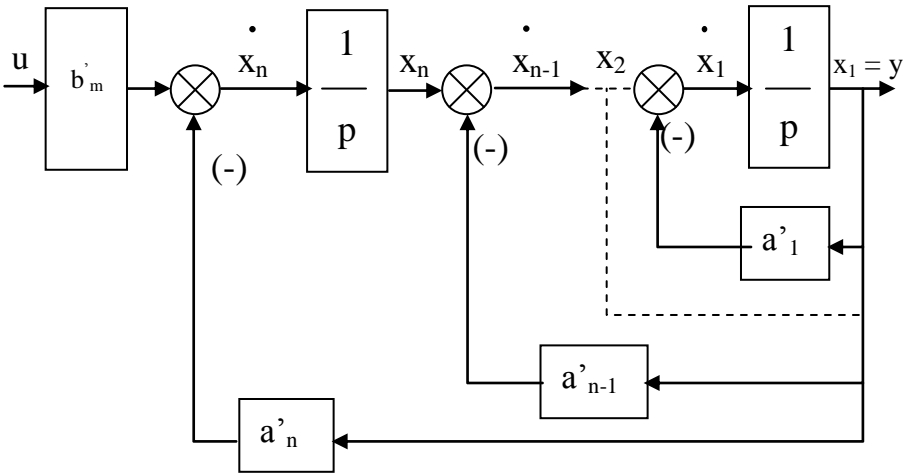 u
b'm
ẋn
1
p
xn
ẋn-1
x2
ẋ1
1
p
x1 = y
(-)
(-)
(-)
a’1
a’n-1
a’n